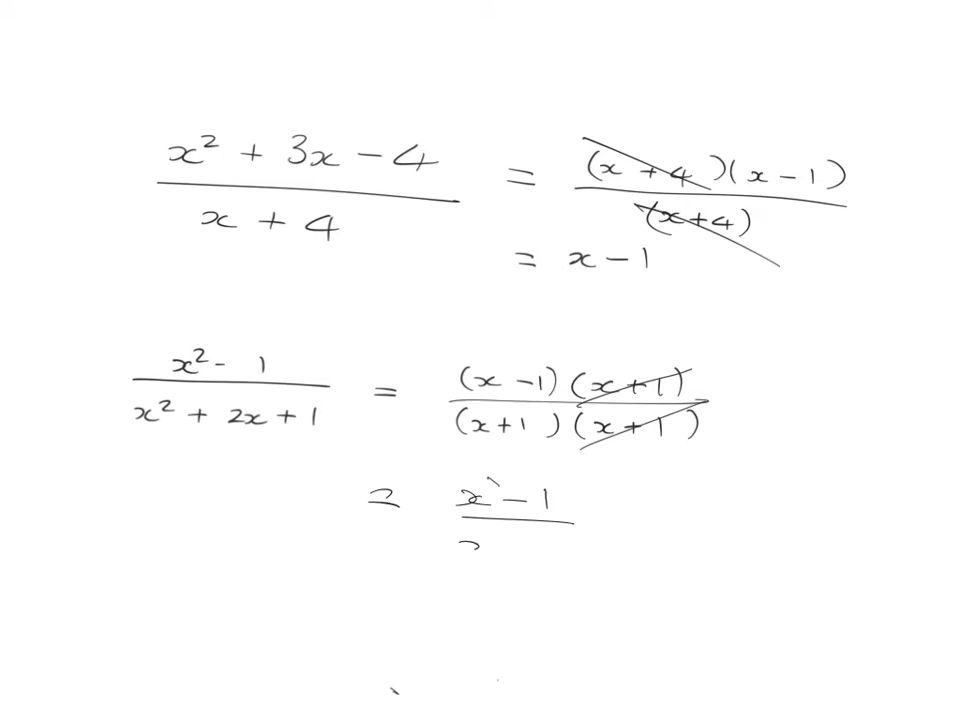 x² + 3x - 4 / x + 4 = (x + 4)(x - 1) / (x + 4)
= x - 1
x² - 1 / x² + 2x + 1 = (x - 1)(x + 1) / (x + 1)(x + 1)
= x - 1 /